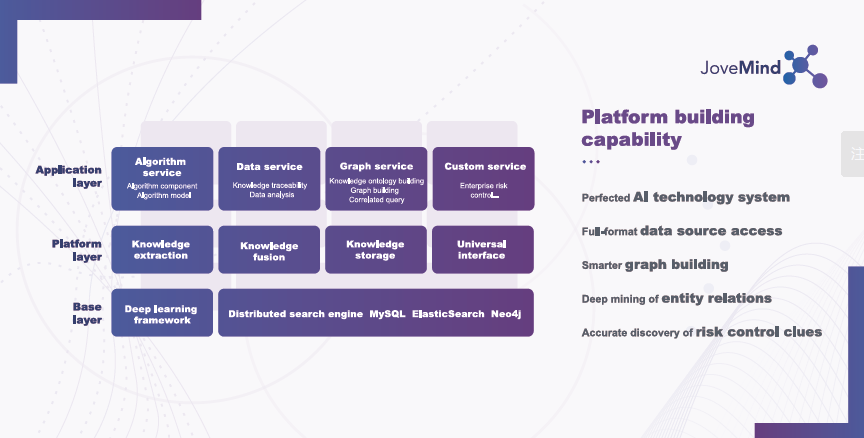 JoveMind
Platform building
capability
Application
layer
Algorithm
service
Algorithm component
Algorithm model
Data service
Knowledge traceability
Data analysis
Graph service
Knowledge ontology building
Graph building
Correlated query
Custom service
Enterprise risk
control...
Platform
layer
Knowledge
extraction
Knowledge
fusion
Knowledge
storage
Universal
interface
Base
layer
Deep learning
framework
Distributed search engine MySQL ElasticSearch Neo4j
Perfected AI technology system
Full-format data source access
Smarter graph building
Deep mining of entity relations
Accurate discovery of risk control clues
注